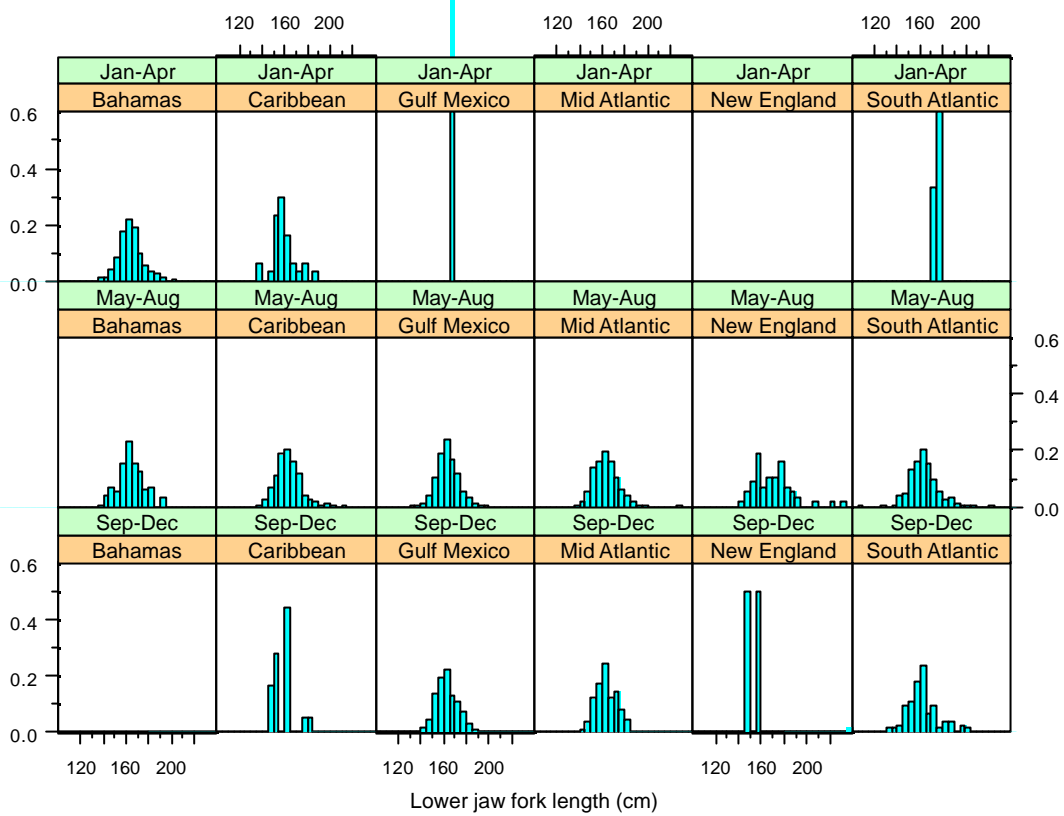 120 160 200 120 160 200 120 160 200
Jan-Apr Jan-Apr Jan-Apr Jan-Apr Jan-Apr Jan-Apr
Bahamas Caribbean Gulf Mexico Mid Atlantic New England South Atlantic
0.6
0.4
0.2
0.0
May-Aug May-Aug May-Aug May-Aug May-Aug May-Aug
Bahamas Caribbean Gulf Mexico Mid Atlantic New England South Atlantic
0.6
0.4
0.2
0.0
Sep-Dec Sep-Dec Sep-Dec Sep-Dec Sep-Dec Sep-Dec
Bahamas Caribbean Gulf Mexico Mid Atlantic New England South Atlantic
0.6
0.4
0.2
0.0
120 160 200 120 160 200 120 160 200
Lower jaw fork length (cm)